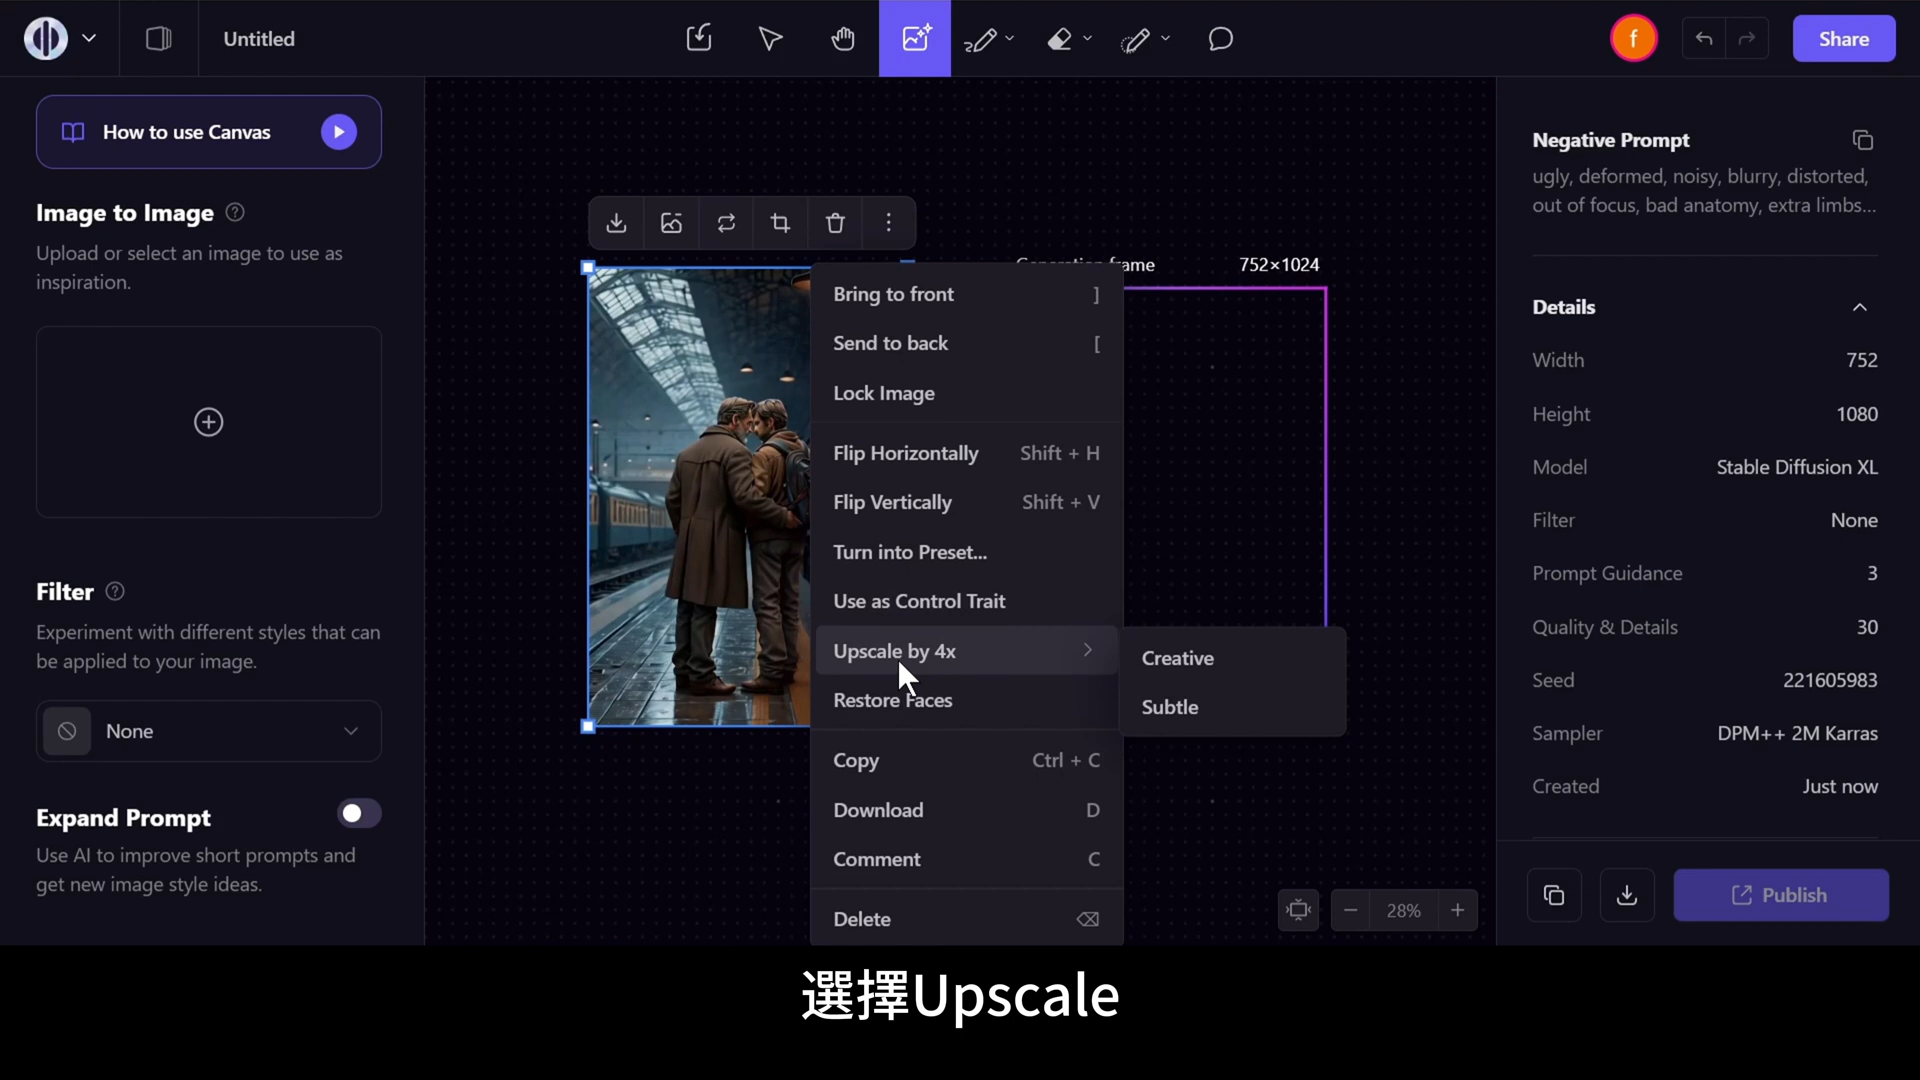 Untitled
f
Share
How to use Canvas
Image to Image
Upload or select an image to use as
inspiration.
Filter
Experiment with different styles that can
be applied to your image.
None
Expand Prompt
Use AI to improve short prompts and
get new image style ideas.
Generation frame
752×1024
Bring to front ]
Send to back [
Lock Image
Flip Horizontally Shift + H
Flip Vertically Shift + V
Turn into Preset...
Use as Control Trait
Upscale by 4x
Creative
Subtle
Restore Faces
Copy Ctrl + C
Download D
Comment C
Delete
28%
Negative Prompt
ugly, deformed, noisy, blurry, distorted,
out of focus, bad anatomy, extra limbs...
Details
Width 752
Height 1080
Model Stable Diffusion XL
Filter None
Prompt Guidance 3
Quality & Details 30
Seed 221605983
Sampler DPM++ 2M Karras
Created Just now
Publish
選擇Upscale